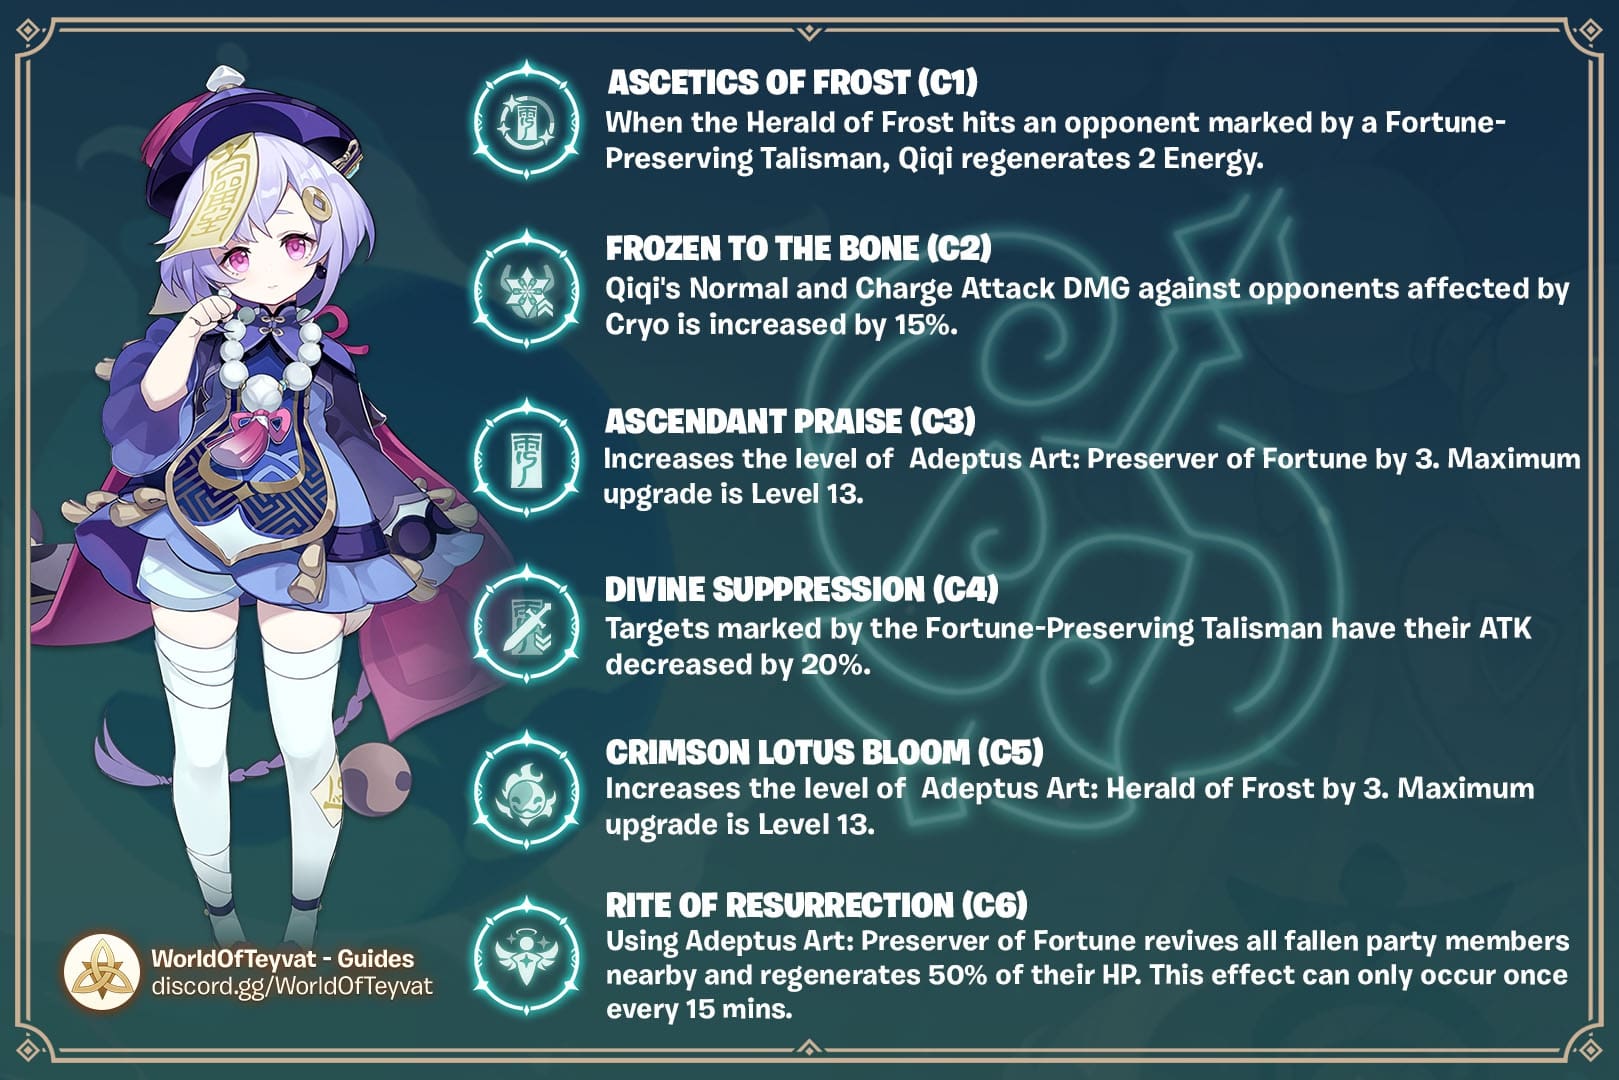 ASCETICS OF FROST (C1)
When the Herald of Frost hits an opponent marked by a Fortune-
Preserving Talisman, Qiqi regenerates 2 Energy.
FROZEN TO THE BONE (C2)
Qiqi's Normal and Charge Attack DMG against opponents affected by
Cryo is increased by 15%.
ASCENDANT PRAISE (C3)
Increases the level of  Adeptus Art: Preserver of Fortune by 3. Maximum
upgrade is Level 13.
DIVINE SUPPRESSION (C4)
Targets marked by the Fortune-Preserving Talisman have their ATK
decreased by 20%.
CRIMSON LOTUS BLOOM (C5)
Increases the level of  Adeptus Art: Herald of Frost by 3. Maximum
upgrade is Level 13.
RITE OF RESURRECTION (C6)
Using Adeptus Art: Preserver of Fortune revives all fallen party members
nearby and regenerates 50% of their HP. This effect can only occur once
every 15 mins.
WorldOfTeyvat - Guides
discord.gg/WorldOfTeyvat